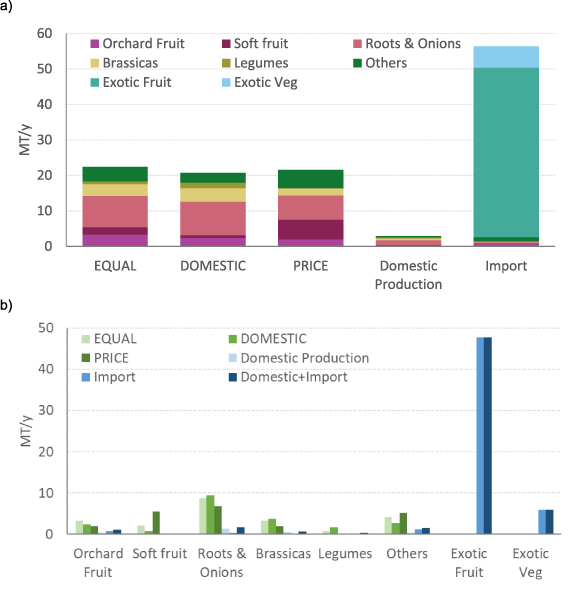 a)
60
50
40
30
20
10
0
MT/y
Orchard Fruit Soft fruit Roots & Onions
Brassicas Legumes Others
Exotic Fruit Exotic Veg
EQUAL DOMESTIC PRICE Domestic Import
Production
b)
50
40
30
20
10
0
MT/y
EQUAL DOMESTIC
PRICE Domestic Production
Import Domestic+Import
Orchard Soft fruit Roots & Brassicas Legumes Others Exotic Exotic
Fruit Onions Fruit Veg